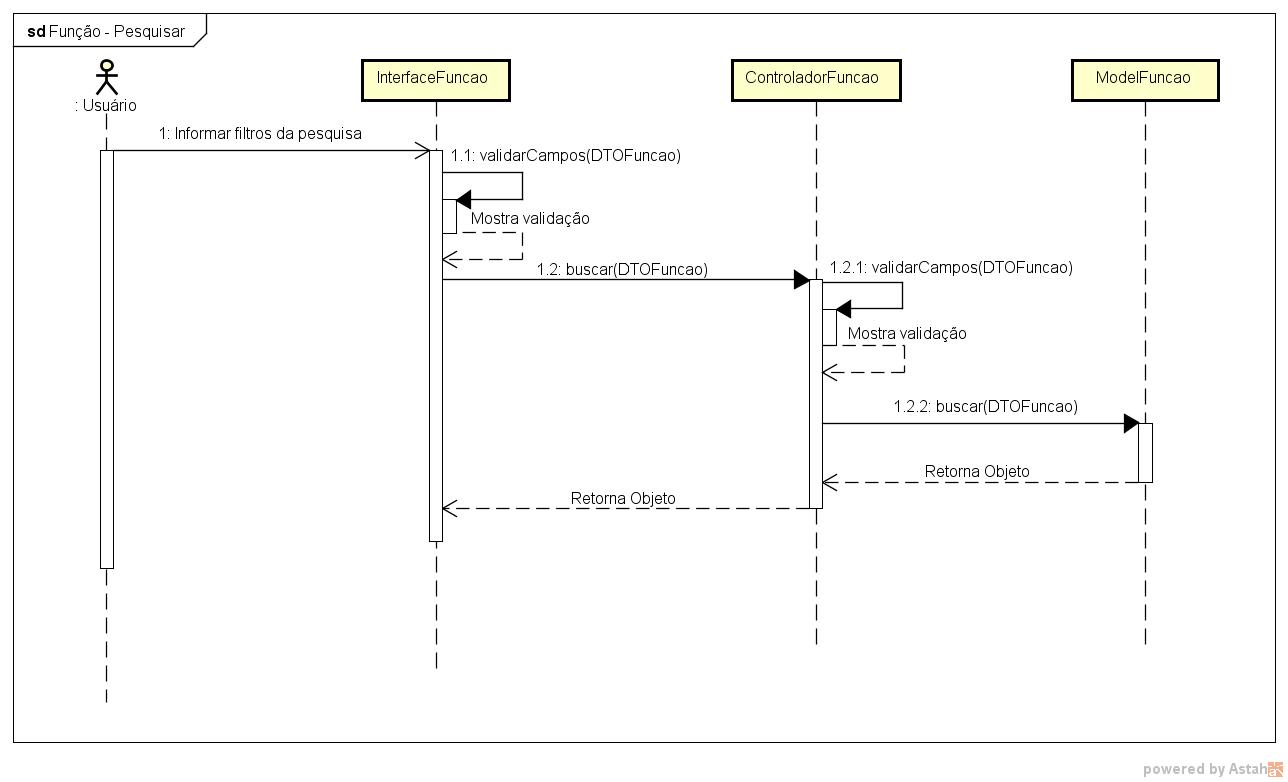 sd Função - Pesquisar
: Usuário
InterfaceFuncao
ControladorFuncao
ModelFuncao
1: Informar filtros da pesquisa
1.1: validarCampos(DTOFuncao)
Mostra validação
1.2: buscar(DTOFuncao)
1.2.1: validarCampos(DTOFuncao)
Mostra validação
1.2.2: buscar(DTOFuncao)
Retorna Objeto
Retorna Objeto
powered by Astah